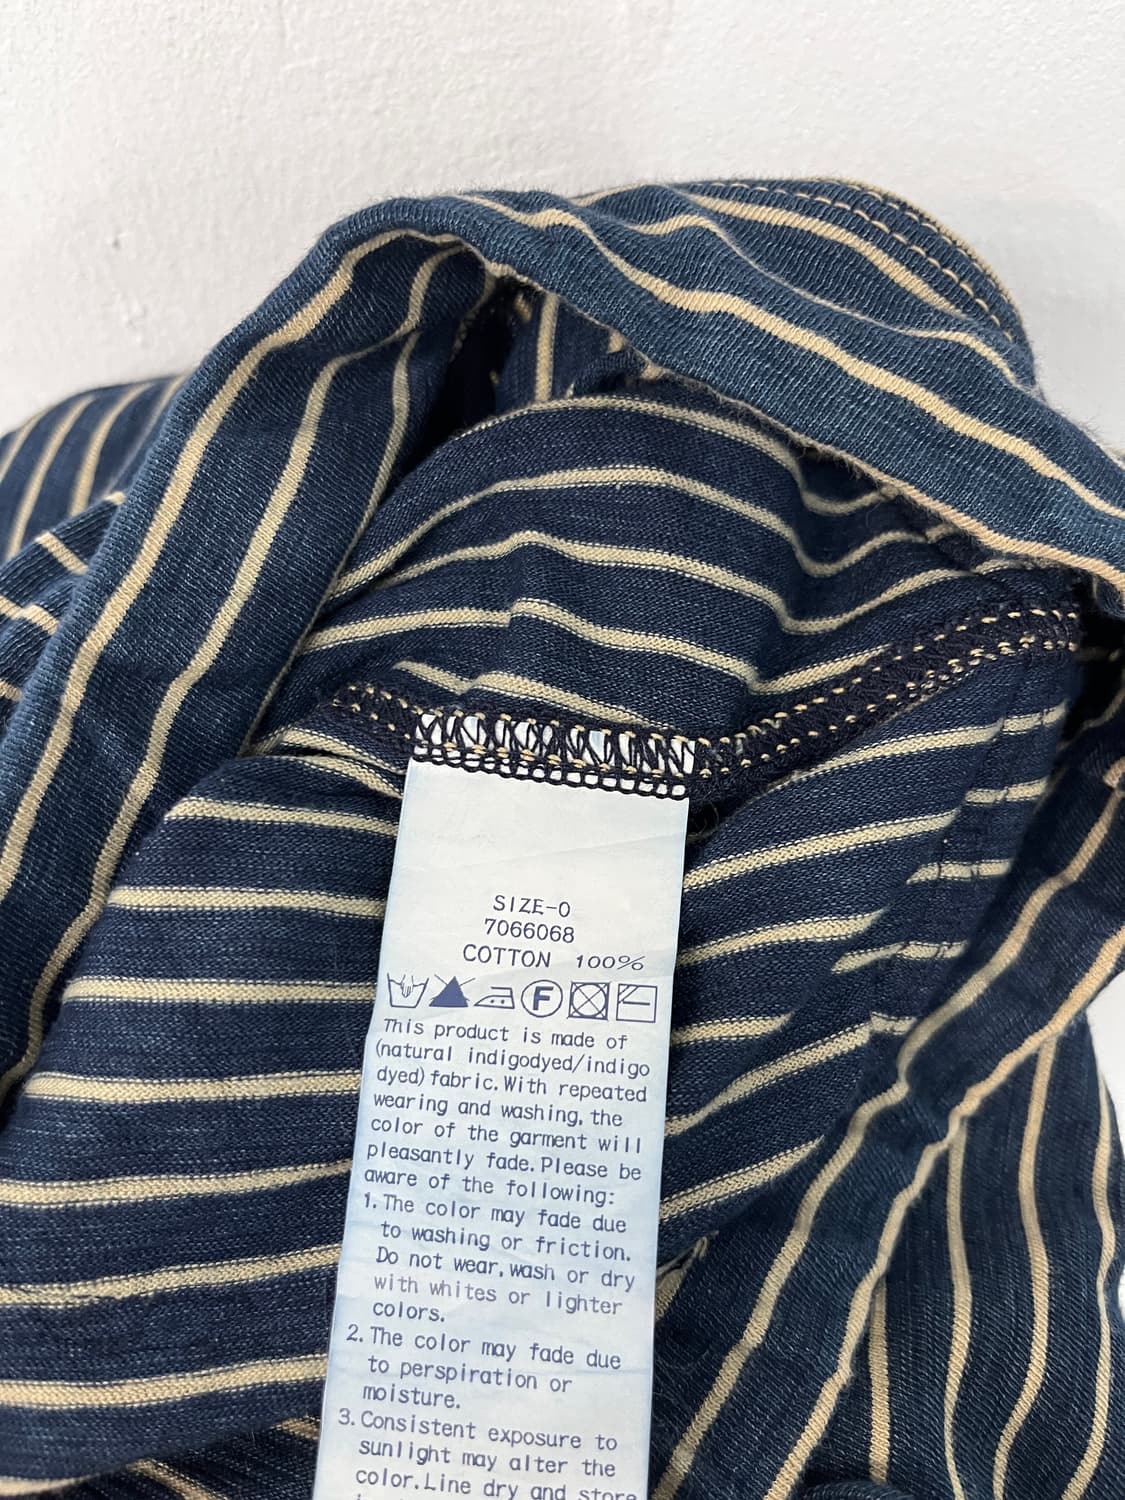 SIZE-0
7066068
COTTON 100%
F
This product is made of
(natural indigodyed/indigo
dyed) fabric. With repeated
wearing and washing, the
color of the garment will
pleasantly fade. Please be
aware of the following:
1. The color may fade due
to washing or friction.
Do not wear, wash or dry
with whites or lighter
colors.
2. The color may fade due
to perspiration or
moisture.
3. Consistent exposure to
sunlight may alter the
color. Line dry and store